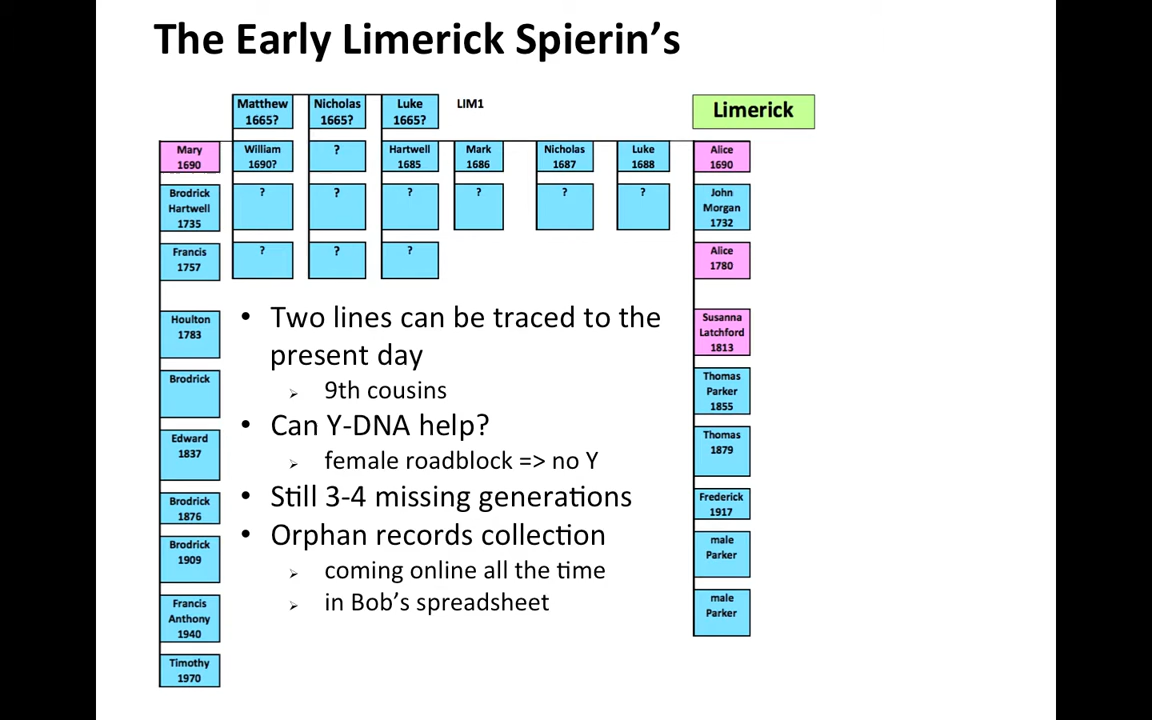 The Early Limerick Spierin's
Matthew
1665?
Nicholas
1665?
Luke
1665?
LIM1
Limerick
Mary
1690
William
1690?
?
Hartwell
1685
Mark
1686
Nicholas
1687
Luke
1688
Alice
1690
Brodrick
Hartwell
1735
?
?
?
?
?
?
John
Morgan
1732
Francis
1757
?
?
?
Alice
1780
Houlton
1783
Susanna
Latchford
1813
Brodrick
Thomas
Parker
1855
Edward
1837
Thomas
1879
Brodrick
1876
Frederick
1917
Brodrick
1909
male
Parker
Francis
Anthony
1940
male
Parker
Timothy
1970
• Two lines can be traced to the
present day
➢ 9th cousins
• Can Y-DNA help?
➢ female roadblock => no Y
• Still 3-4 missing generations
• Orphan records collection
➢ coming online all the time
➢ in Bob's spreadsheet